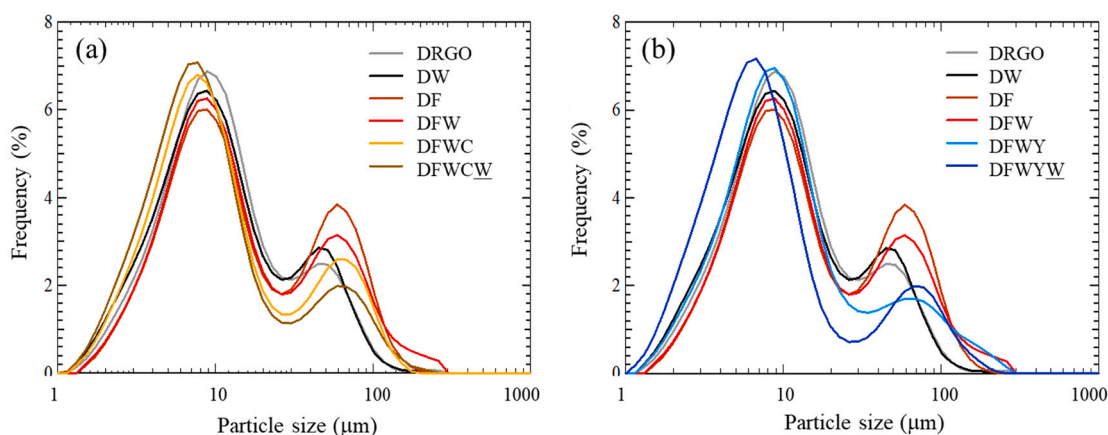 (a)
DRGO
DW
DF
DFW
DFWC
DFWCW
8
6
4
2
0
Frequency (%)
1
10
100
1000
Particle size (μm)
(b)
DRGO
DW
DF
DFW
DFWY
DFWYW
8
6
4
2
0
Frequency (%)
1
10
100
1000
Particle size (μm)